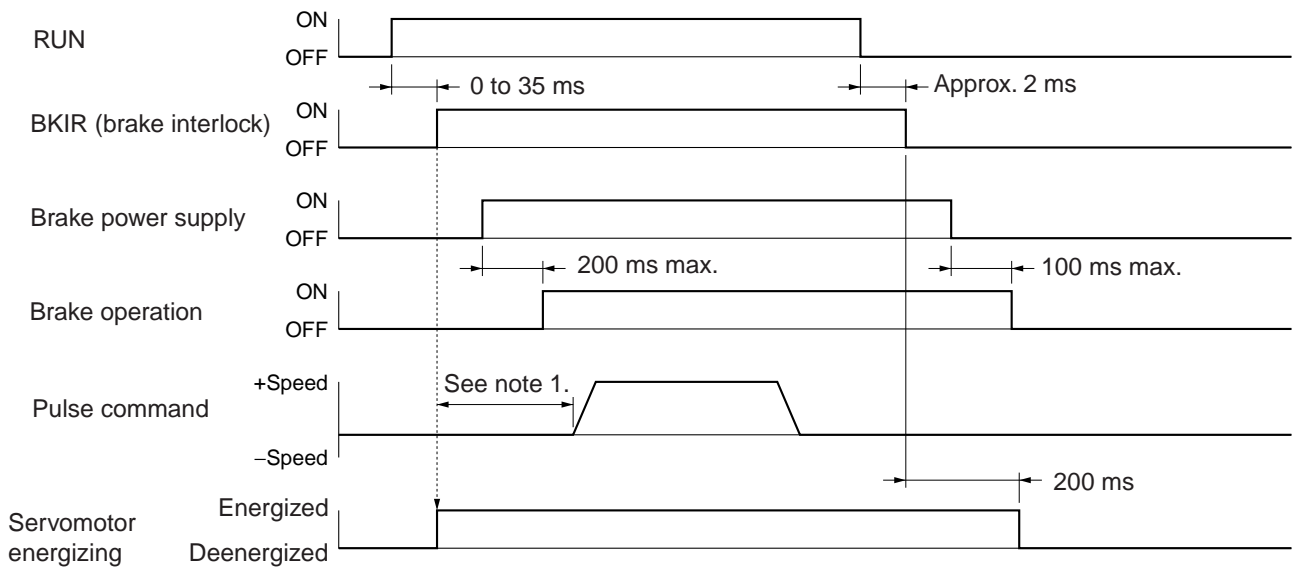 RUN
ON
OFF
0 to 35 ms
Approx. 2 ms
BKIR (brake interlock)
ON
OFF
Brake power supply
ON
OFF
200 ms max.
100 ms max.
Brake operation
ON
OFF
Pulse command
+Speed
See note 1.
−Speed
200 ms
Servomotor
energizing
Energized
Deenergized